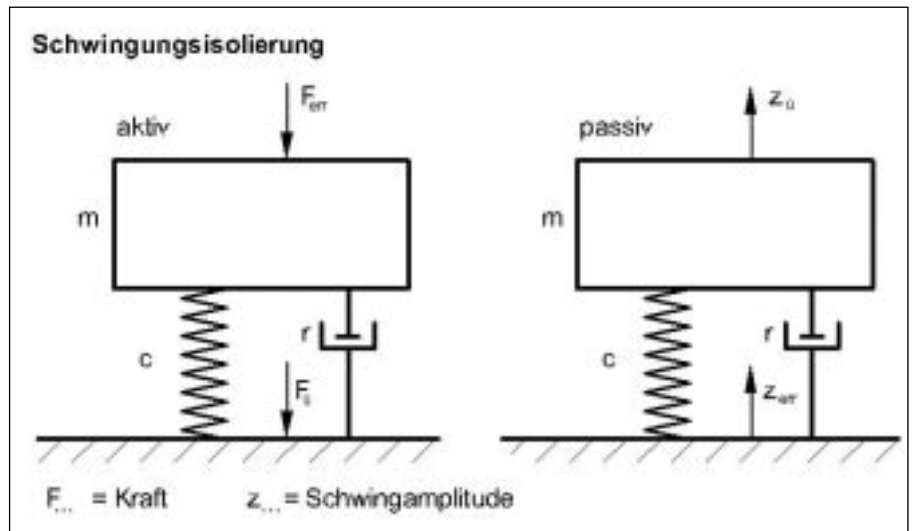 Schwingungsisolierung
aktiv
F_err
m
c
r
F_ü
passiv
z_ü
m
c
r
z_err
F... = Kraft
z... = Schwingamplitude